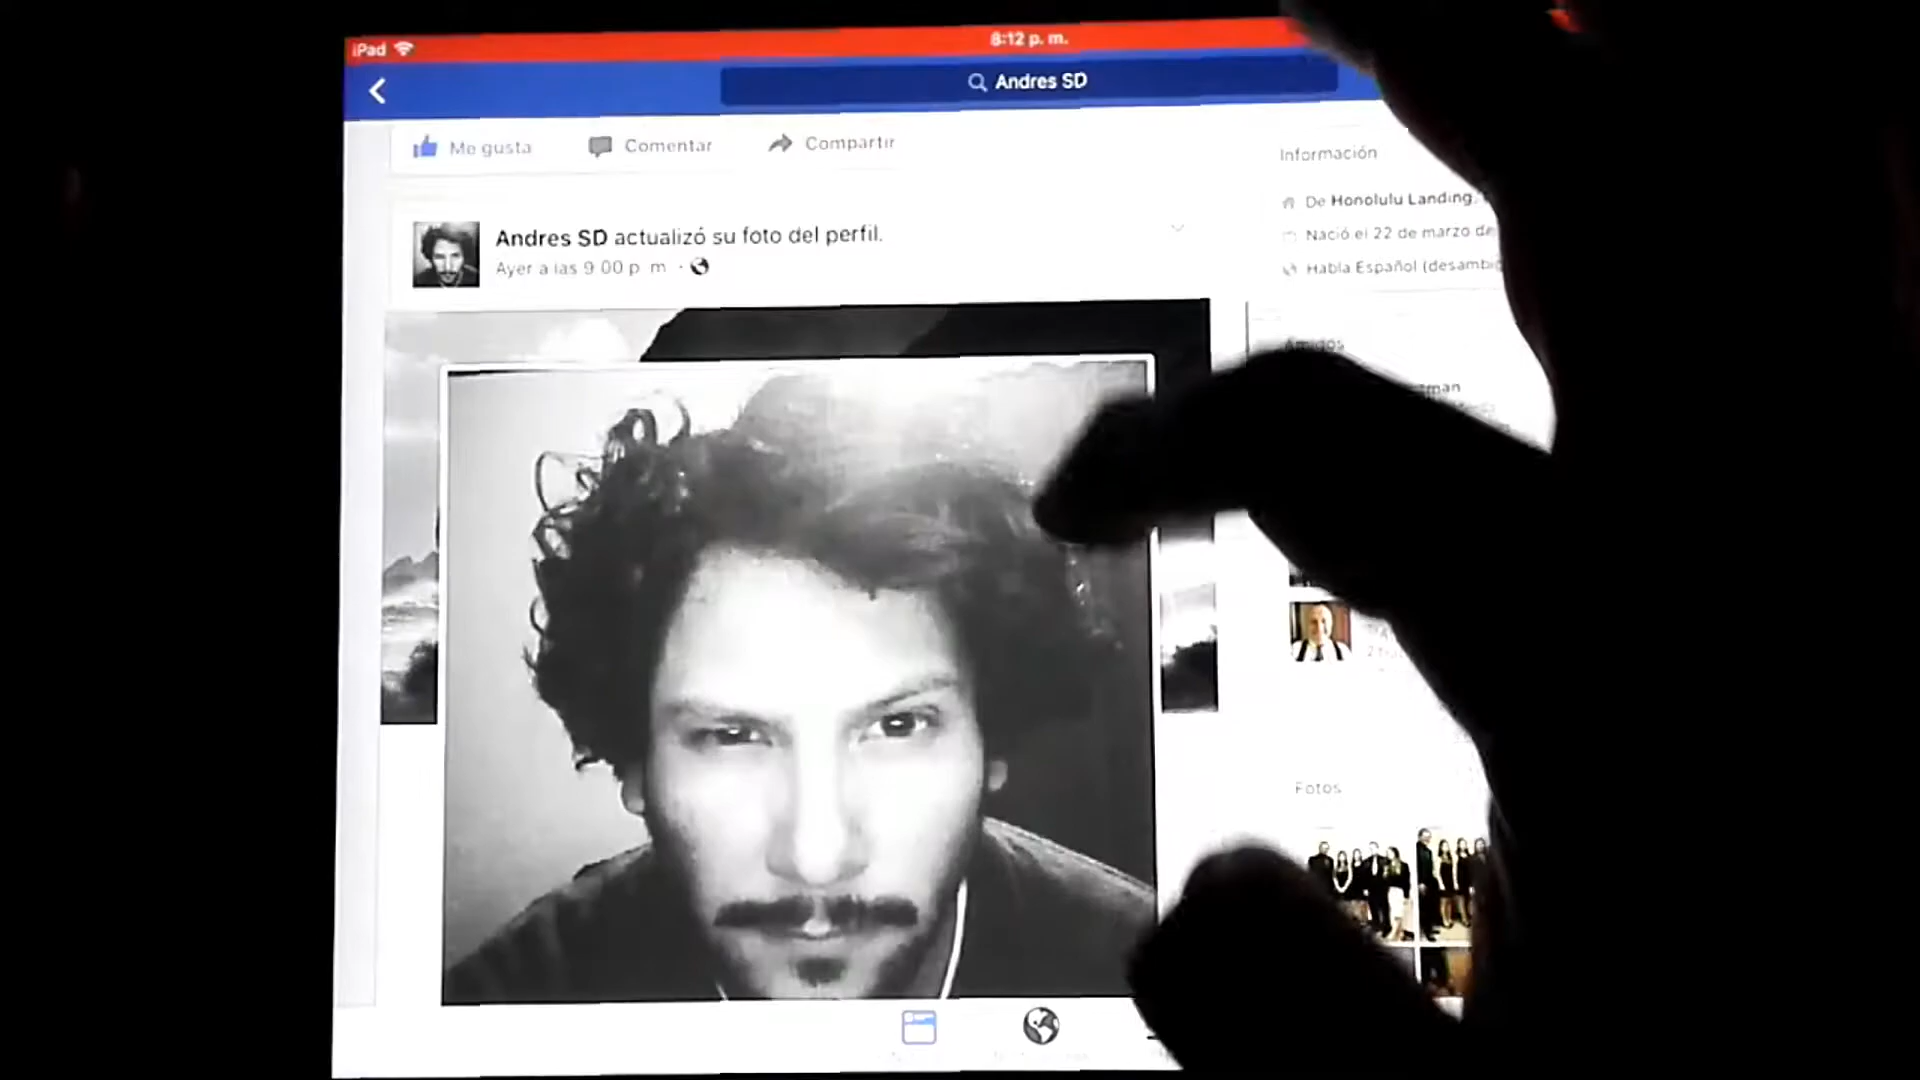 iPad
8:12 p. m.
Andres SD
Me gusta
Comentar
Compartir
Andres SD actualizó su foto del perfil.
Ayer a las 9 00 p m ·
Información
De Honolulu Landing,
Nació el 22 de marzo de
Habla Español
Amigos
Fotos